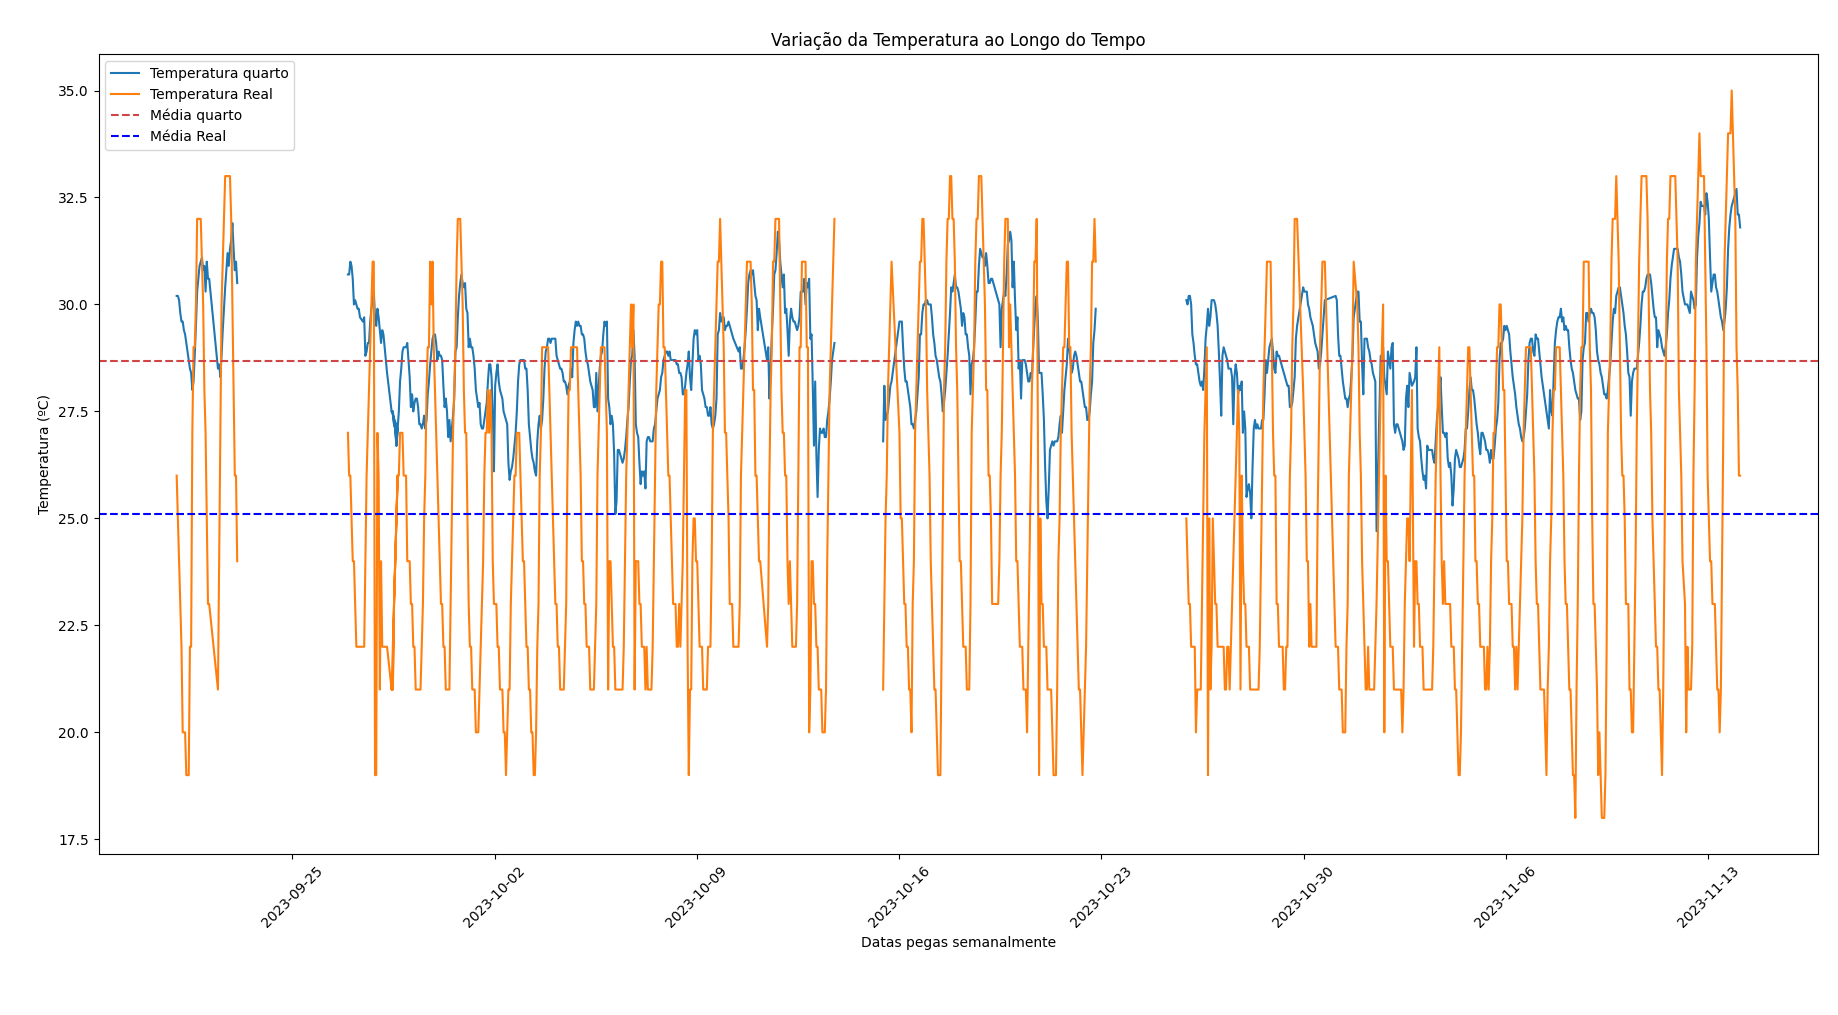 Variação da Temperatura ao Longo do Tempo
Temperatura quarto
Temperatura Real
Média quarto
Média Real
35.0
32.5
30.0
27.5
25.0
22.5
20.0
17.5
Temperatura (ºC)
2023-09-25
2023-10-02
2023-10-09
2023-10-16
2023-10-23
2023-10-30
2023-11-06
2023-11-13
Datas pegas semanalmente